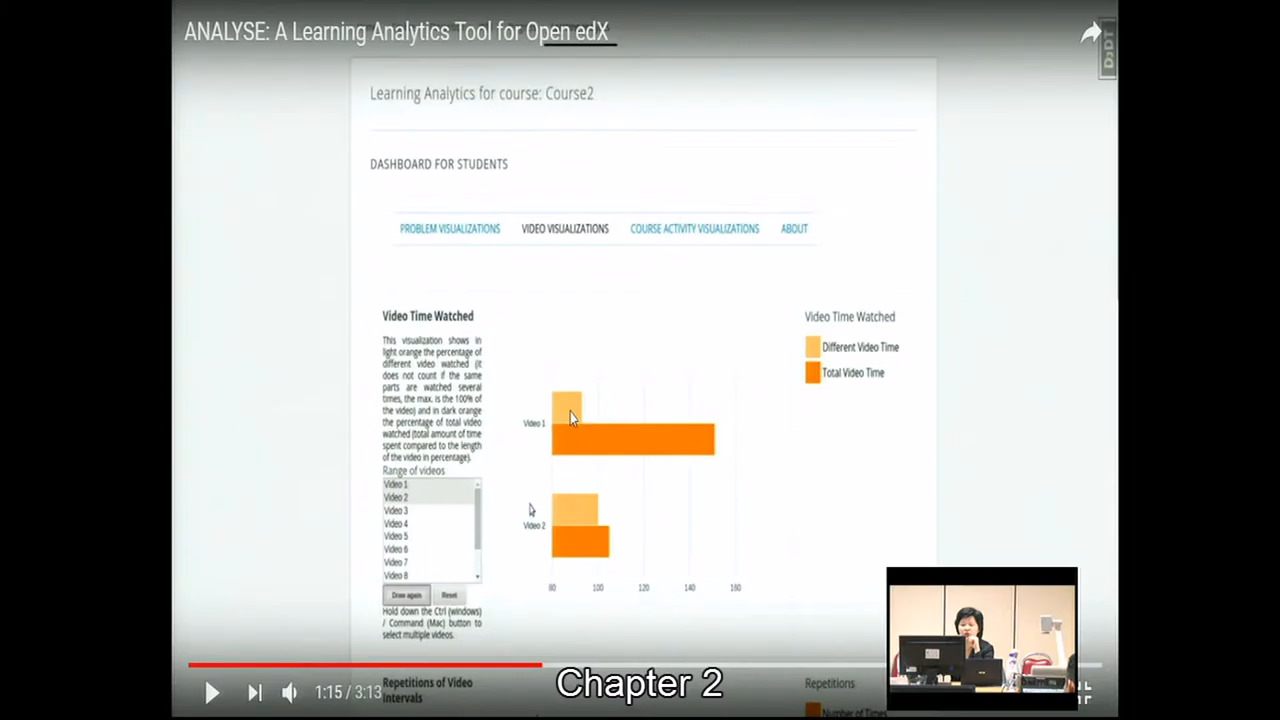 ANALYSE: A Learning Analytics Tool for Open edX
Learning Analytics for course: Course2
DASHBOARD FOR STUDENTS
PROBLEM VISUALIZATIONS VIDEO VISUALIZATIONS COURSE ACTIVITY VISUALIZATIONS ABOUT
Video Time Watched
This visualization shows in
light orange the percentage of
different video watched (it
does not count if the same
parts are watched several
times, the max. is the 100% of
the video) and in dark orange
the percentage of total video
watched (total amount of time
spent compared to the length
of the video in percentage).
Range of videos
Video 1
Video 2
Video 3
Video 4
Video 5
Video 6
Video 7
Video 8
Draw again Reset
Hold down the Ctrl (windows)
/ Command (Mac) button to
select multiple videos.
Video 1
Video 2
80 100 120 140 160
Video Time Watched
Different Video Time
Total Video Time
DJDT
Repetitions of Video
Intervals
Repetitions
Number of Times
1:15 / 3:13
Chapter 2